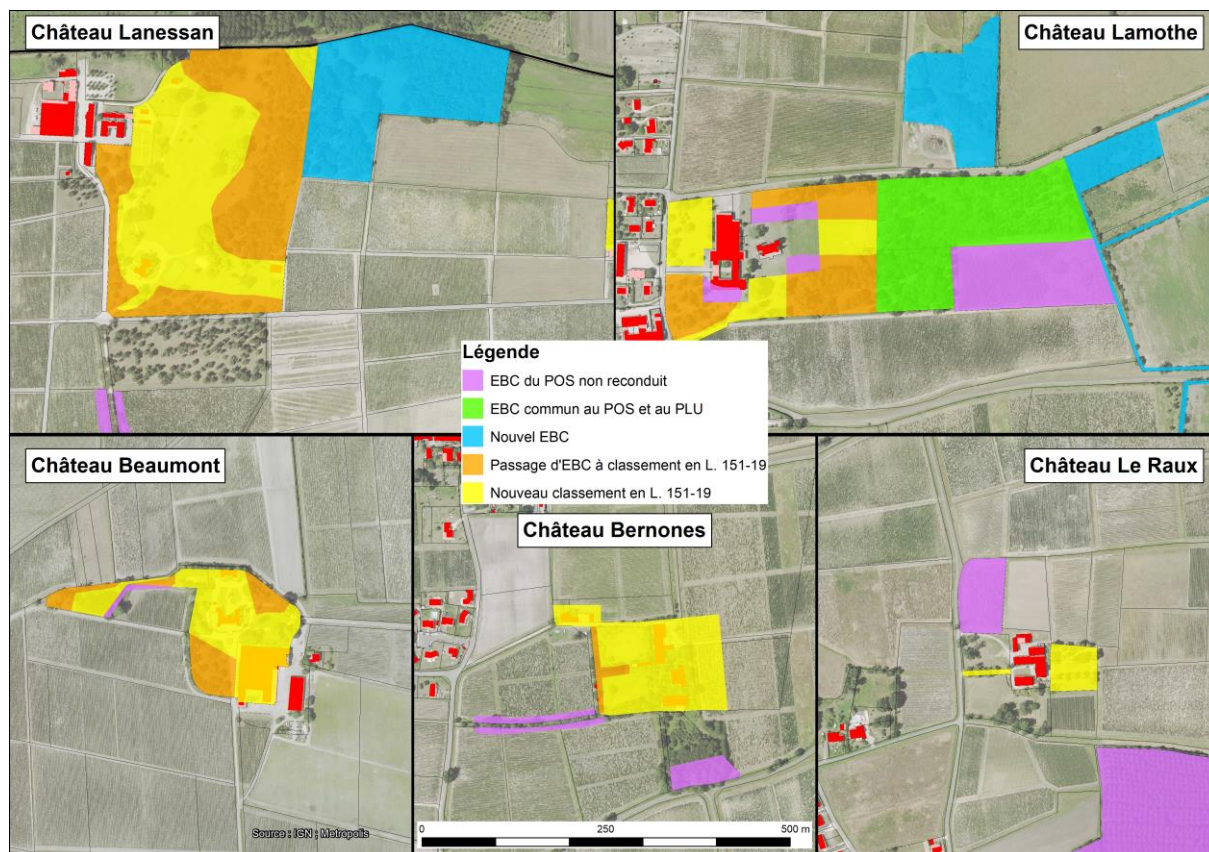 Château Lanessan
Château Lamothe
Légende
EBC du POS non reconduit
EBC commun au POS et au PLU
Nouvel EBC
Passage d'EBC à classement en L. 151-19
Nouveau classement en L. 151-19
Château Beaumont
Château Bernones
Château Le Raux
Source : IGN ; Metropolis
0 250 500 m